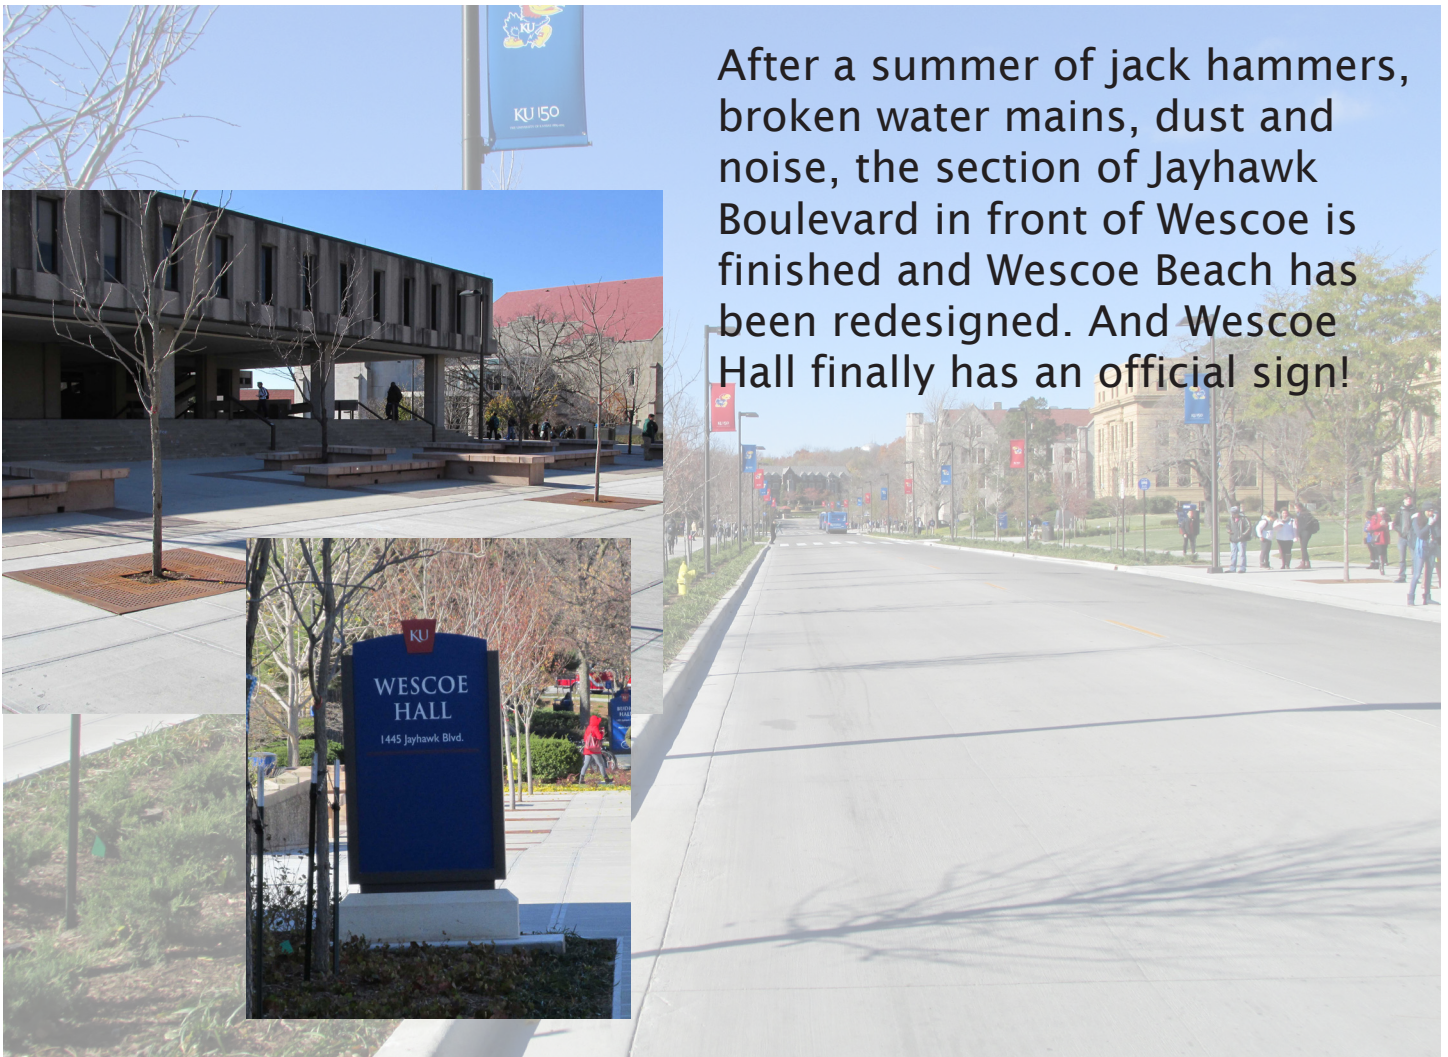 KU
KU 150
After a summer of jack hammers,
broken water mains, dust and
noise, the section of Jayhawk
Boulevard in front of Wescoe is
finished and Wescoe Beach has
been redesigned. And Wescoe
Hall finally has an official sign!
KU
WESCOE
HALL
1445 Jayhawk Blvd.